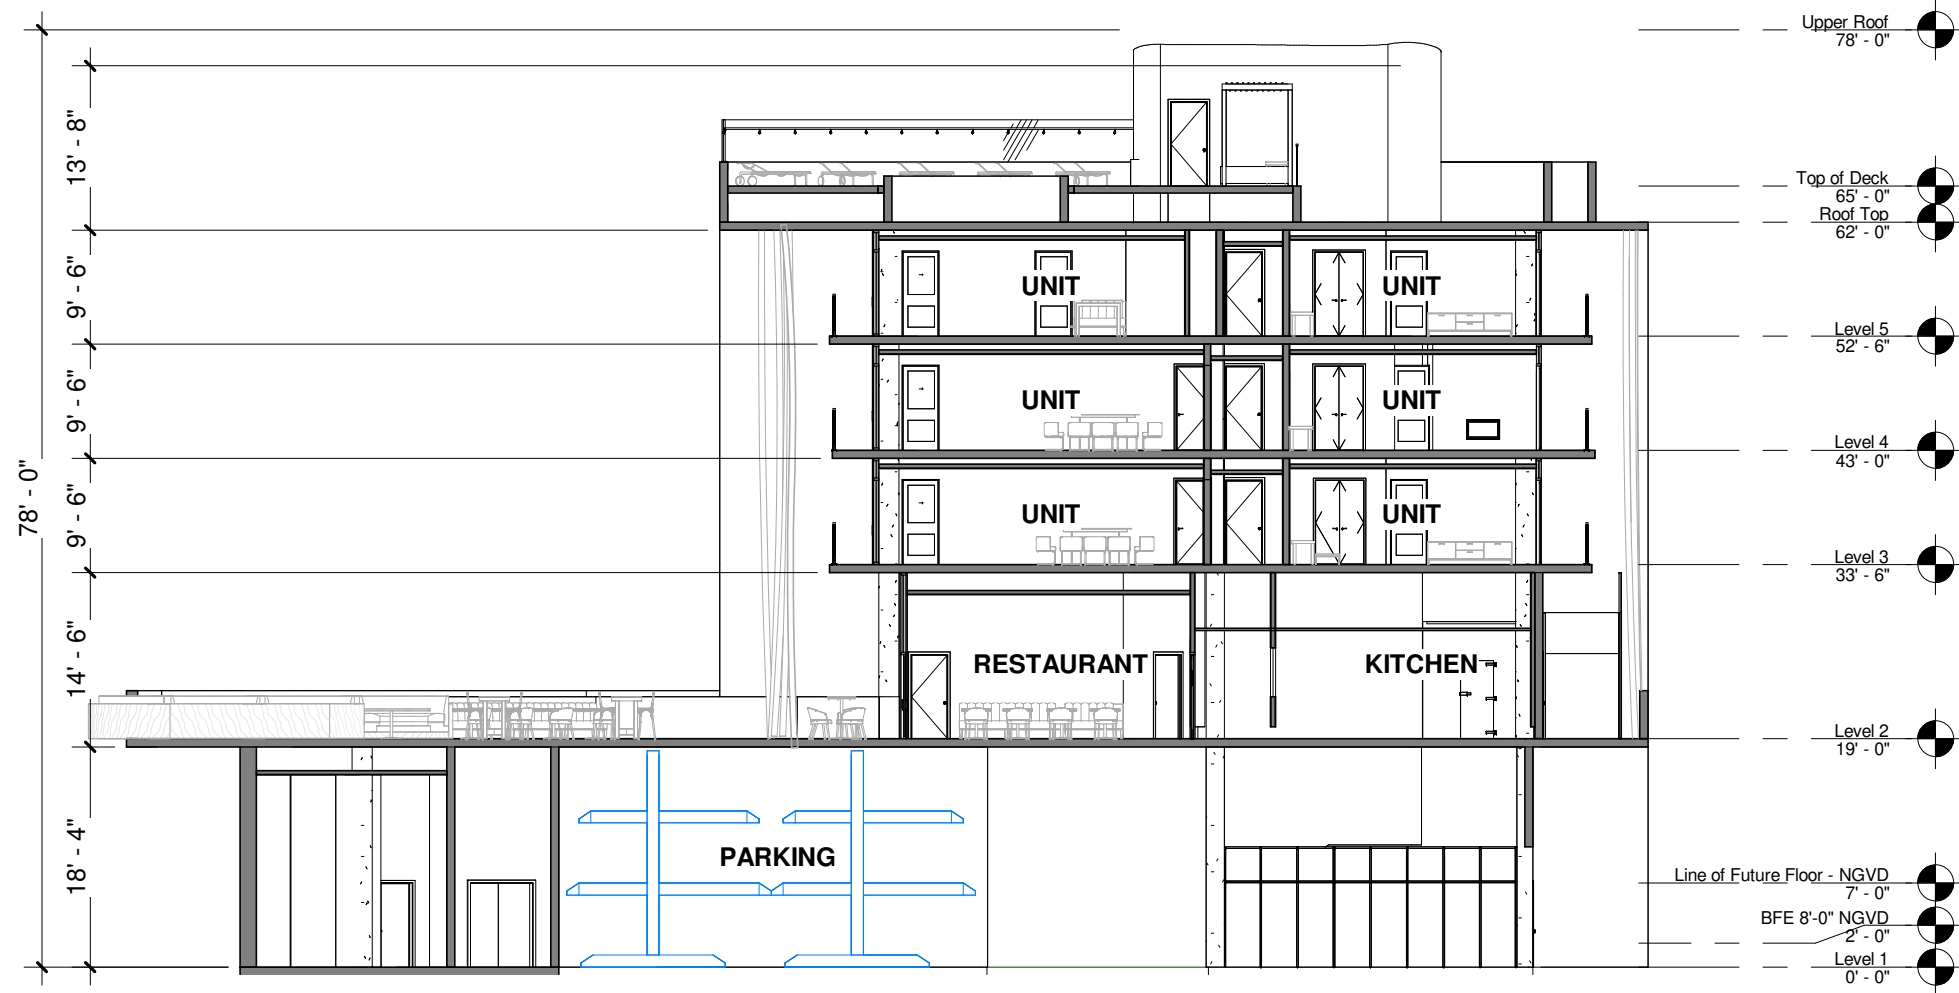 Upper Roof
78' - 0"
13' - 8"
Top of Deck
65' - 0"
Roof Top
62' - 0"
9' - 6"
UNIT
UNIT
Level 5
52' - 6"
9' - 6"
UNIT
UNIT
Level 4
43' - 0"
78' - 0"
9' - 6"
UNIT
UNIT
Level 3
33' - 6"
14' - 6"
RESTAURANT
KITCHEN
Level 2
19' - 0"
18' - 4"
PARKING
Line of Future Floor - NGVD
7' - 0"
BFE 8'-0" NGVD
2' - 0"
Level 1
0' - 0"